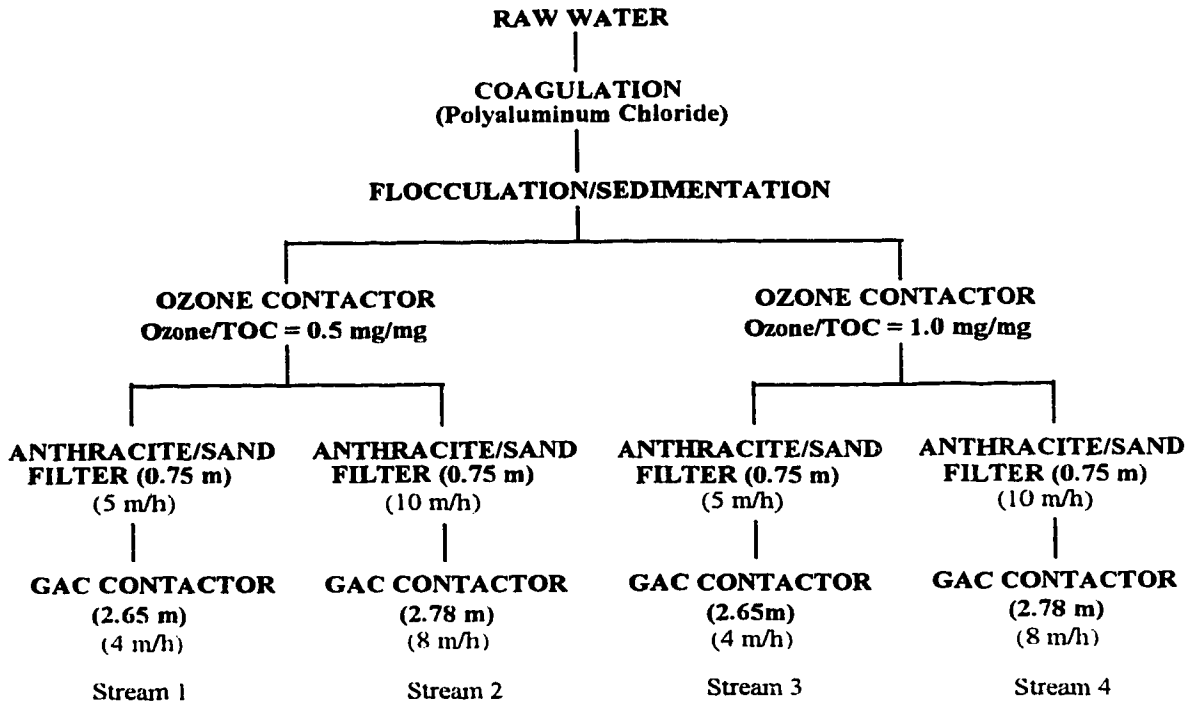 RAW WATER
COAGULATION
(Polyaluminum Chloride)
FLOCCULATION/SEDIMENTATION
OZONE CONTACTOR
Ozone/TOC = 0.5 mg/mg
OZONE CONTACTOR
Ozone/TOC = 1.0 mg/mg
ANTHRACITE/SAND
FILTER (0.75 m)
(5 m/h)
ANTHRACITE/SAND
FILTER (0.75 m)
(10 m/h)
ANTHRACITE/SAND
FILTER (0.75 m)
(5 m/h)
ANTHRACITE/SAND
FILTER (0.75 m)
(10 m/h)
GAC CONTACTOR
(2.65 m)
(4 m/h)
GAC CONTACTOR
(2.78 m)
(8 m/h)
GAC CONTACTOR
(2.65m)
(4 m/h)
GAC CONTACTOR
(2.78 m)
(8 m/h)
Stream 1
Stream 2
Stream 3
Stream 4